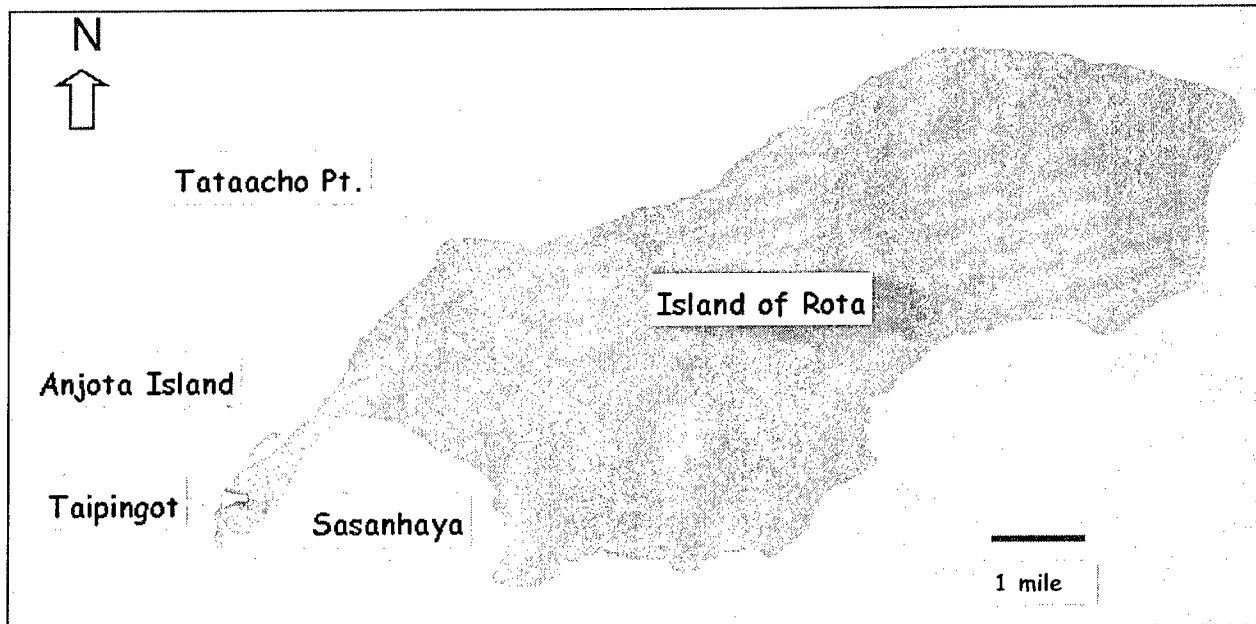 N
Tataacho Pt.
Island of Rota
Anjota Island
Taipingot
Sasanhaya
1 mile